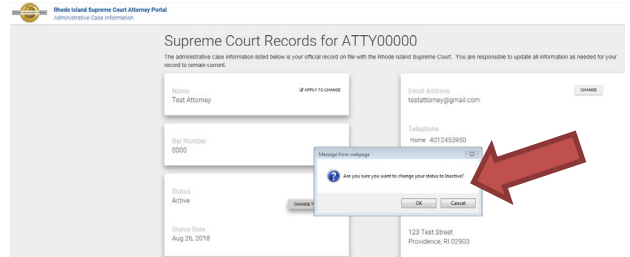 Rhode Island Supreme Court Attorney Portal
Administrative Case Information
Supreme Court Records for ATTY00000
The administrative case information listed below is your official record on file with the Rhode Island Supreme Court. You are responsible to update all information as needed for your
record to remain current.
Name
APPLY TO CHANGE
Test Attorney
Email Address
CHANGE
testattorney@gmail.com
Bar Number
0000
Telephone
Home 4012453950
Message from webpage
Are you sure you want to change your status to Inactive?
OK
Cancel
Status
Active
CHANGE T
Status Date
Aug 26, 2018
123 Test Street
Providence, RI 02903